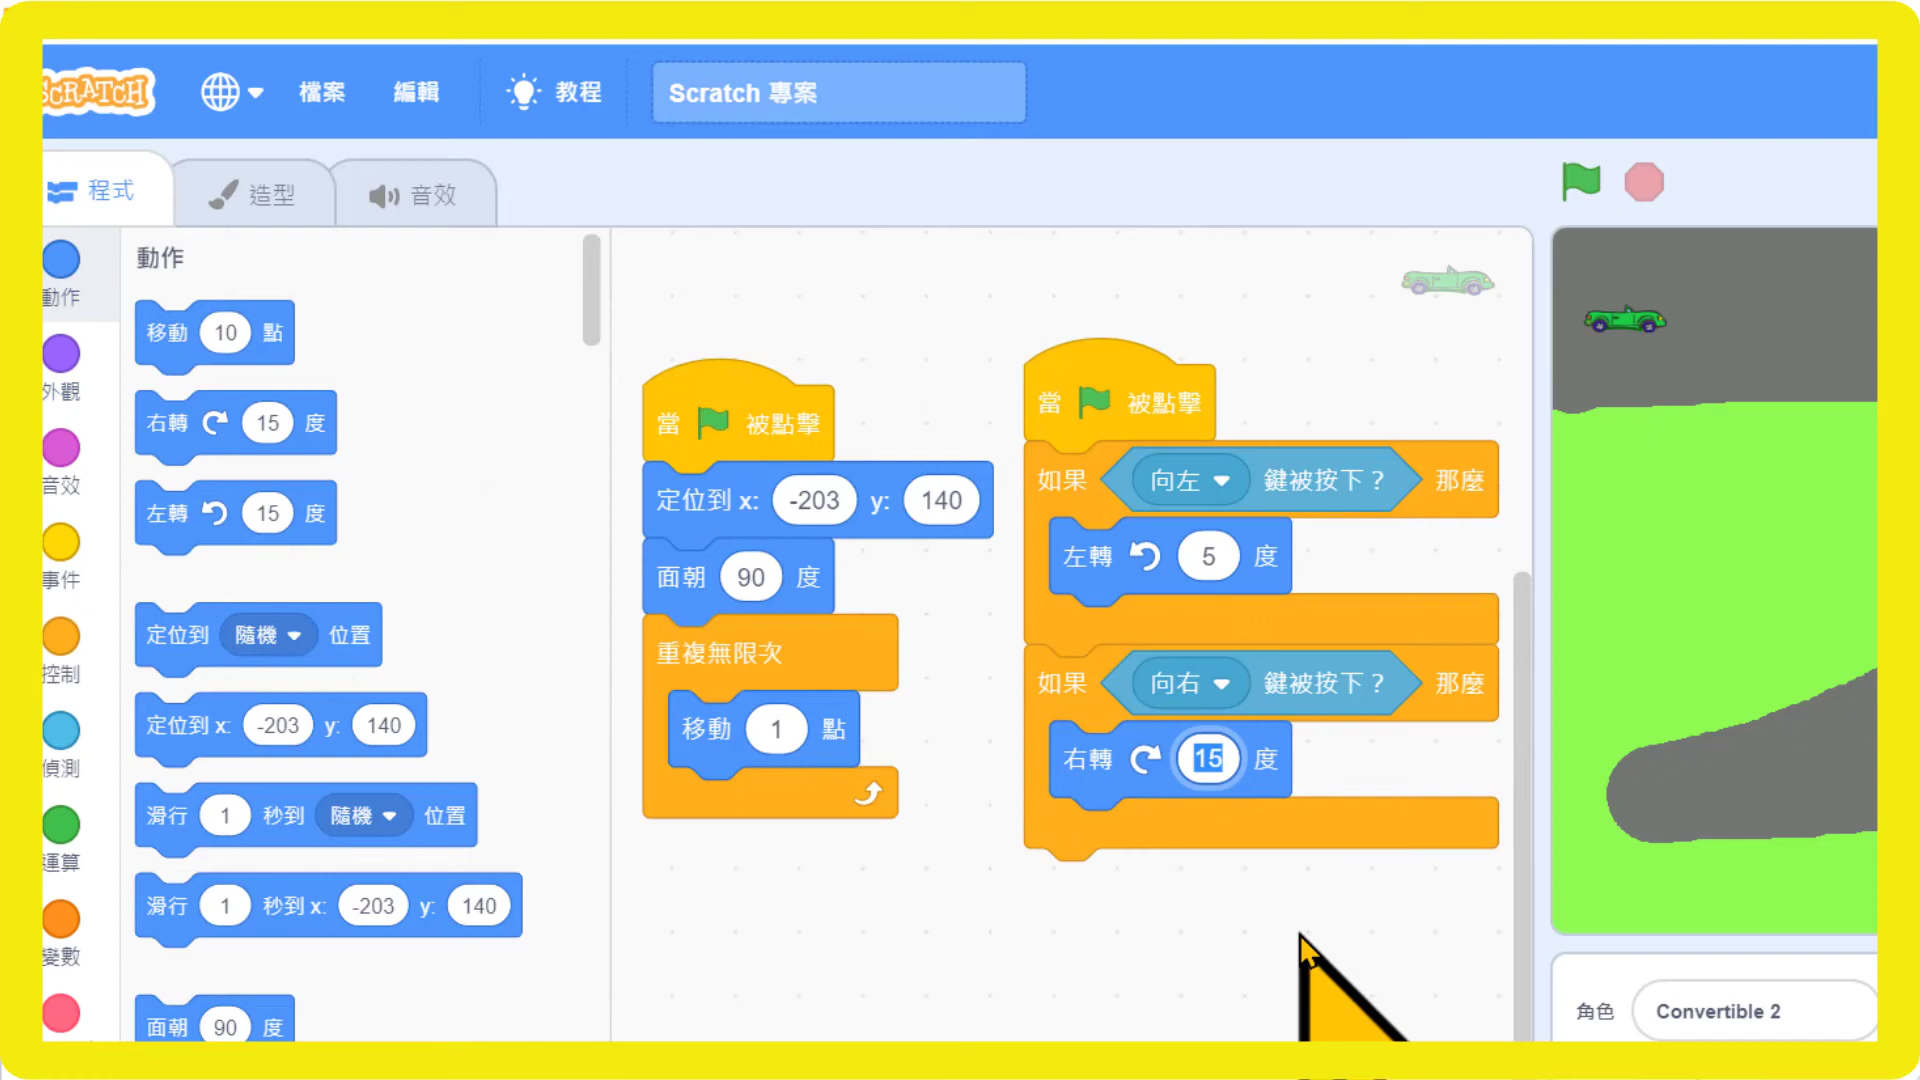 SCRATCH
檔案
編輯
教程
Scratch 專案
程式
造型
音效
動作
外觀
音效
事件
控制
偵測
運算
變數
動作
移動 10 點
右轉 15 度
左轉 15 度
定位到 隨機 位置
定位到 x: -203 y: 140
滑行 1 秒到 隨機 位置
滑行 1 秒到 x: -203 y: 140
面朝 90 度
當 被點擊
定位到 x: -203 y: 140
面朝 90 度
重複無限次
移動 1 點
當 被點擊
如果 向左 鍵被按下？ 那麼
左轉 5 度
如果 向右 鍵被按下？ 那麼
右轉 15 度
角色 Convertible 2